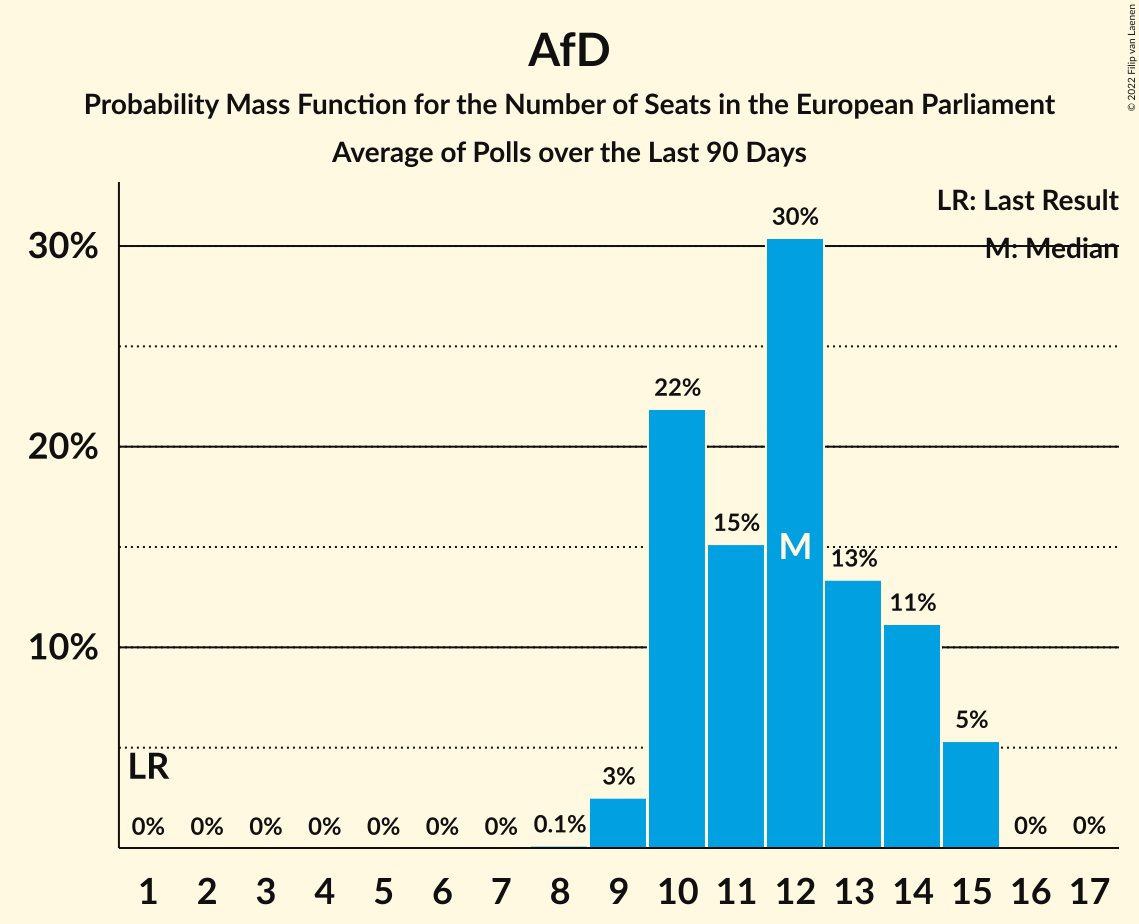 AfD
Probability Mass Function for the Number of Seats in the European Parliament
Average of Polls over the Last 90 Days
© 2022 Filip van Laenen
LR: Last Result
M: Median
30%
20%
10%
30%
22%
15%
M
13%
11%
5%
LR
3%
0% 0% 0% 0% 0% 0% 0% 0.1% 0% 0%
1 2 3 4 5 6 7 8 9 10 11 12 13 14 15 16 17